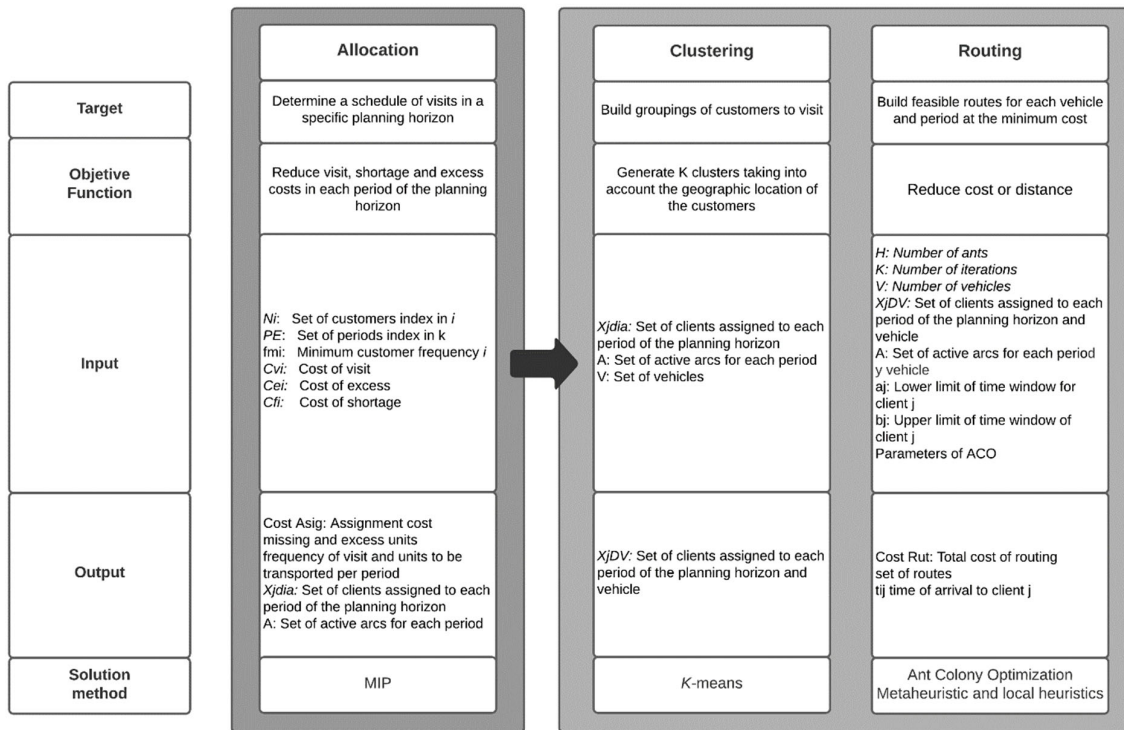 Allocation
Clustering
Routing
Target
Determine a schedule of visits in a
specific planning horizon
Build groupings of customers to visit
Build feasible routes for each vehicle
and period at the minimum cost
Objetive
Function
Reduce visit, shortage and excess
costs in each period of the planning
horizon
Generate K clusters taking into
account the geographic location of
the customers
Reduce cost or distance
Input
Ni: Set of customers index in i
PE: Set of periods index in k
fmi: Minimum customer frequency i
Cvi: Cost of visit
Cei: Cost of excess
Cfi: Cost of shortage
Xjdia: Set of clients assigned to each
period of the planning horizon
A: Set of active arcs for each period
V: Set of vehicles
H: Number of ants
K: Number of iterations
V: Number of vehicles
XjDV: Set of clients assigned to each
period of the planning horizon and
vehicle
A: Set of active arcs for each period
y vehicle
aj: Lower limit of time window for
client j
bj: Upper limit of time window of
client j
Parameters of ACO
Output
Cost Asig: Assignment cost
missing and excess units
frequency of visit and units to be
transported per period
Xjdia: Set of clients assigned to each
period of the planning horizon
A: Set of active arcs for each period
XjDV: Set of clients assigned to each
period of the planning horizon and
vehicle
Cost Rut: Total cost of routing
set of routes
tij time of arrival to client j
Solution
method
MIP
K-means
Ant Colony Optimization
Metaheuristic and local heuristics